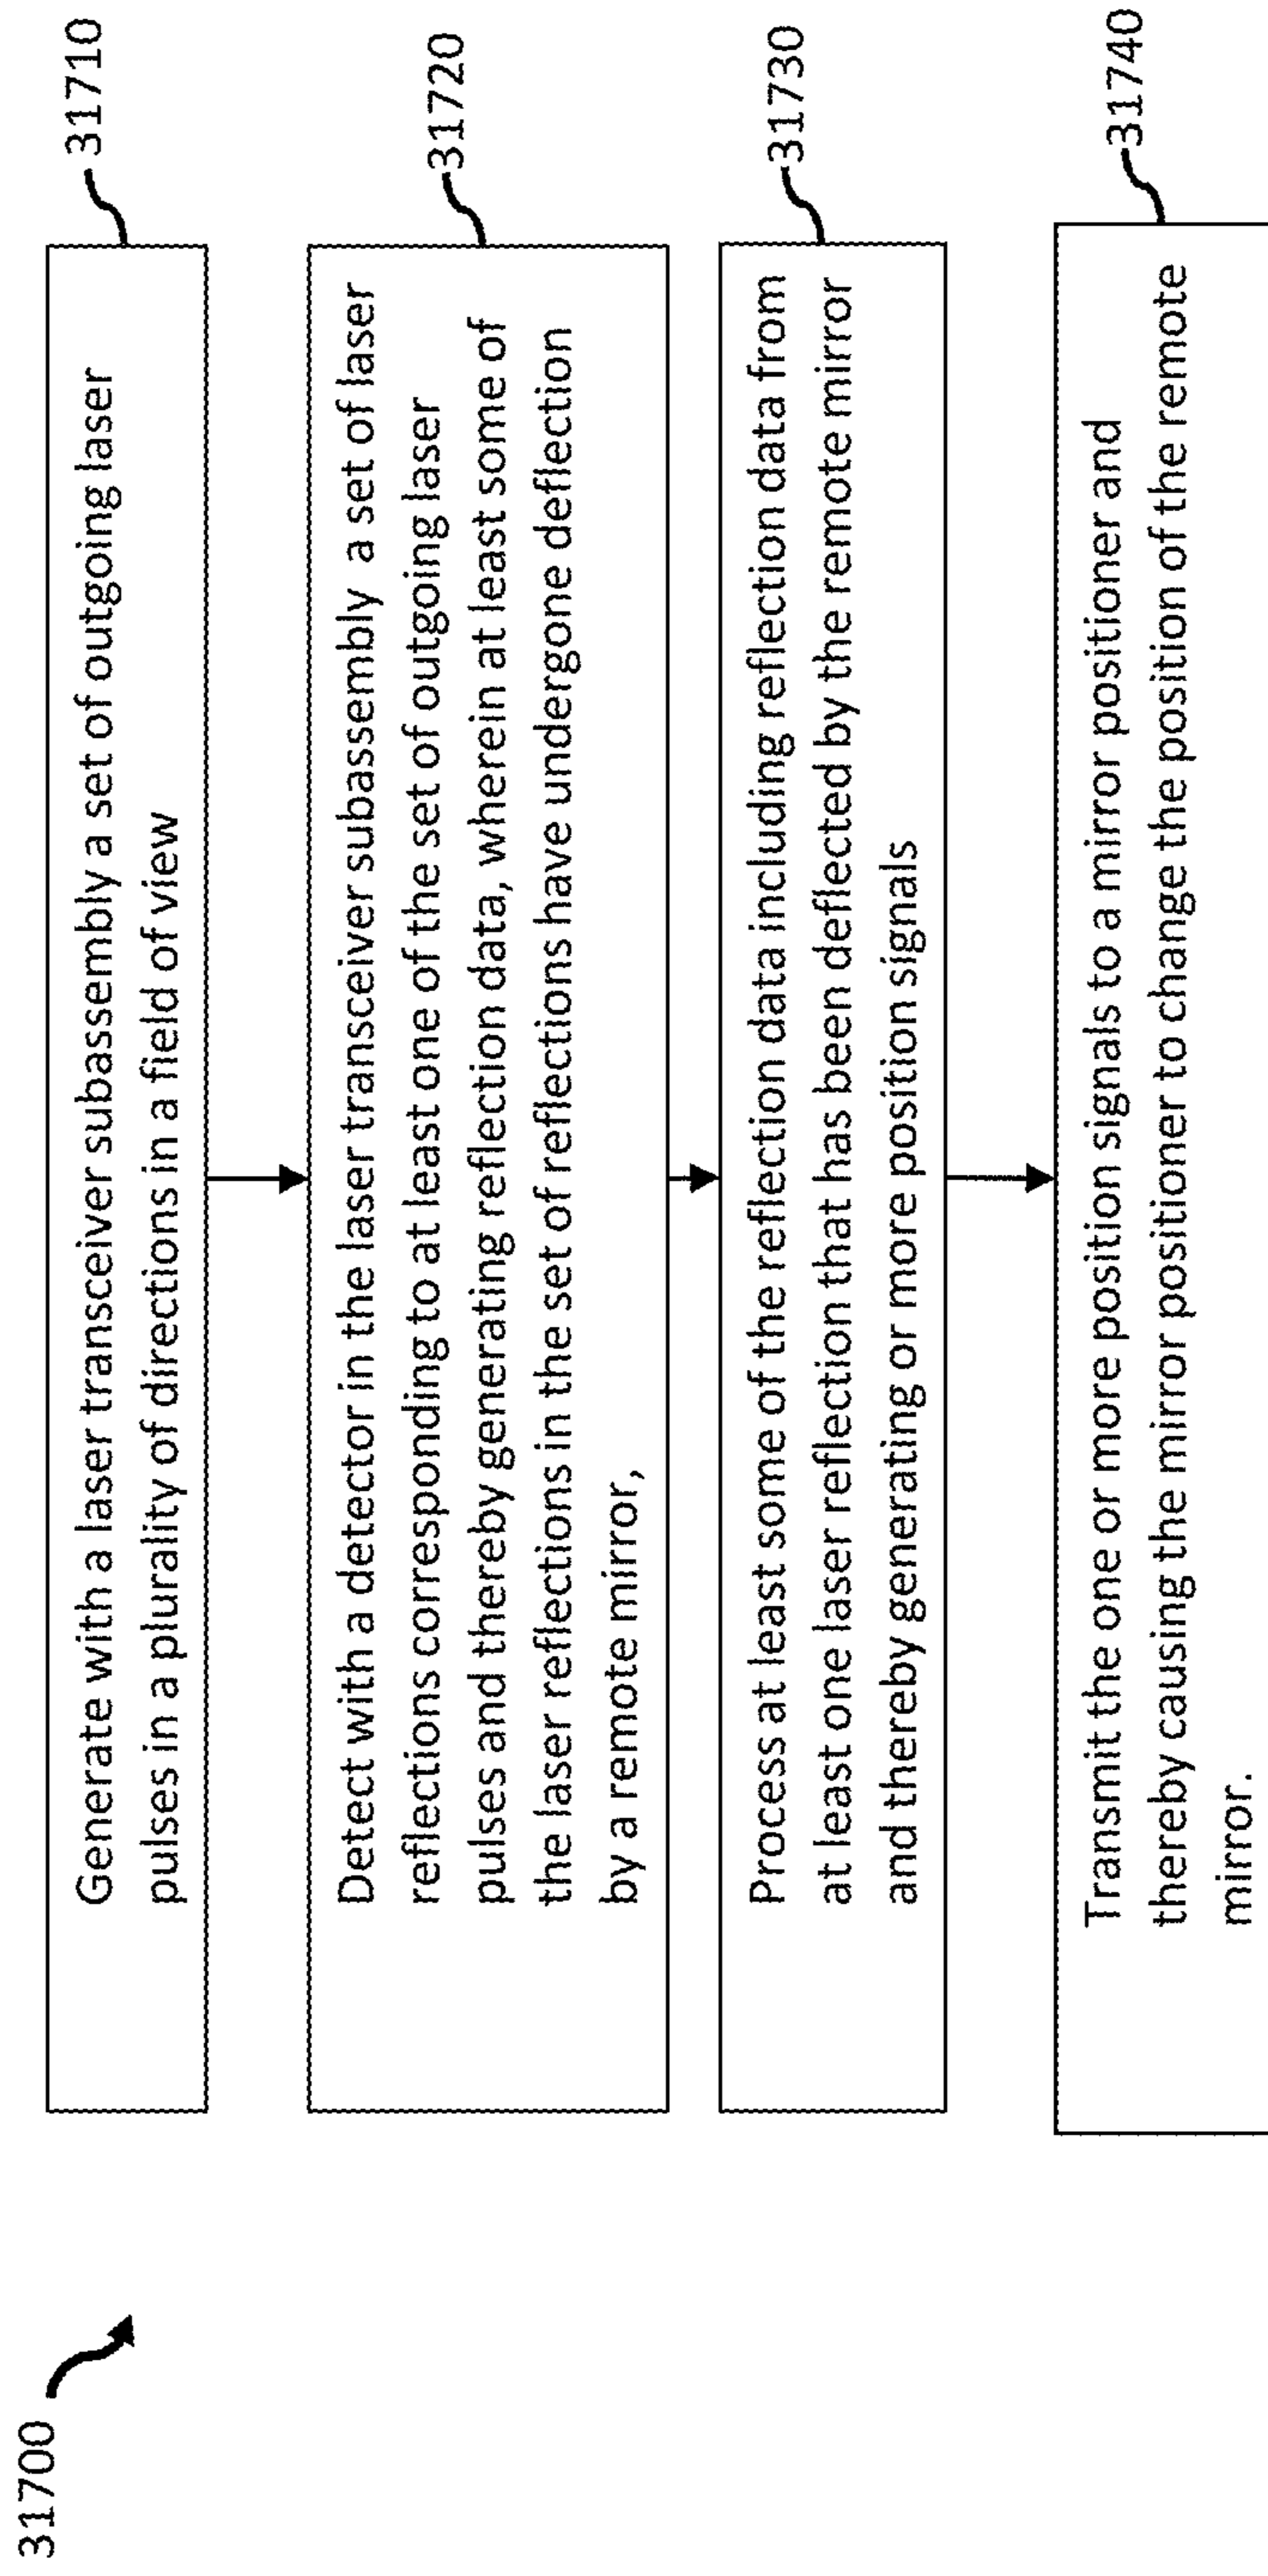 31700
31710
Generate with a laser transceiver subassembly a set of outgoing laser
pulses in a plurality of directions in a field of view
31720
Detect with a detector in the laser transceiver subassembly a set of laser
reflections corresponding to at least one of the set of outgoing laser
pulses and thereby generating reflection data, wherein at least some of
the laser reflections in the set of reflections have undergone deflection
by a remote mirror,
31730
Process at least some of the reflection data including reflection data from
at least one laser reflection that has been deflected by the remote mirror
and thereby generating or more position signals
31740
Transmit the one or more position signals to a mirror positioner and
thereby causing the mirror positioner to change the position of the remote
mirror.